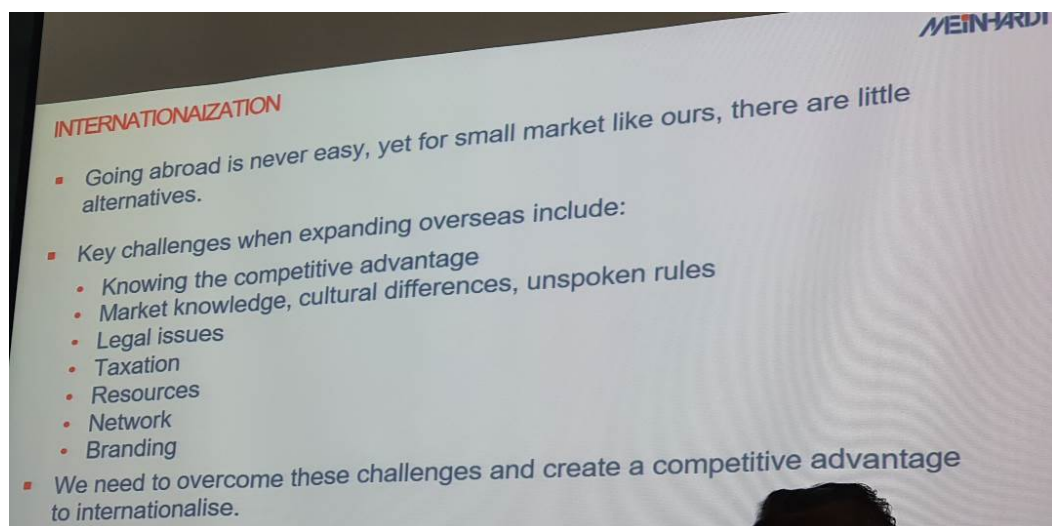 MEiNHARDT
INTERNATIONAIZATION
▪ Going abroad is never easy, yet for small market like ours, there are little
alternatives.
▪ Key challenges when expanding overseas include:
• Knowing the competitive advantage
• Market knowledge, cultural differences, unspoken rules
• Legal issues
• Taxation
• Resources
• Network
• Branding
▪ We need to overcome these challenges and create a competitive advantage
to internationalise.